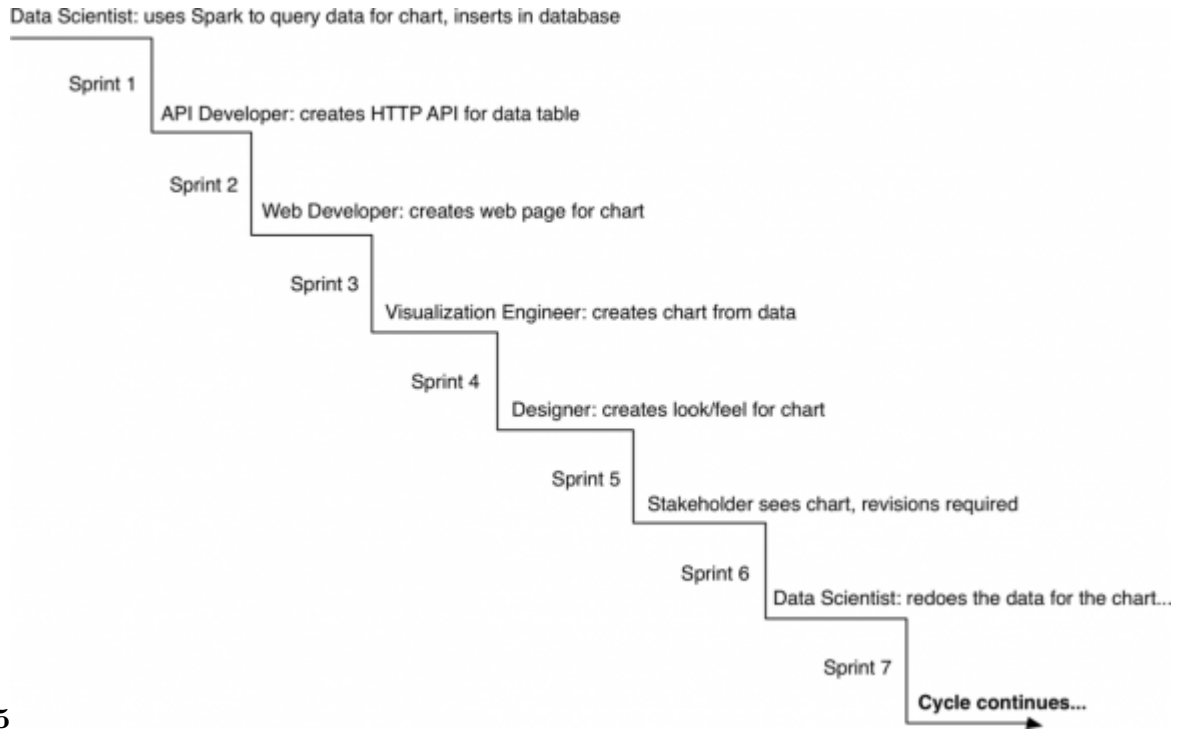 Data Scientist: uses Spark to query data for chart, inserts in database
Sprint 1
API Developer: creates HTTP API for data table
Sprint 2
Web Developer: creates web page for chart
Sprint 3
Visualization Engineer: creates chart from data
Sprint 4
Designer: creates look/feel for chart
Sprint 5
Stakeholder sees chart, revisions required
Sprint 6
Data Scientist: redoes the data for the chart...
Sprint 7
Cycle continues...
5